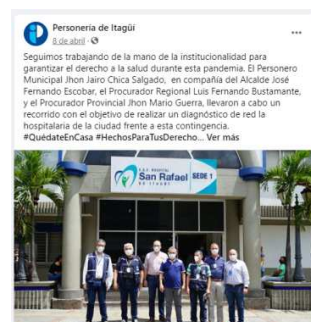 Personería de Itagüí
8 de abril
Seguimos trabajando de la mano de la institucionalidad para
garantizar el derecho a la salud durante esta pandemia. El Personero
Municipal Jhon Jairo Chica Salgado, en compañía del Alcalde José
Fernando Escobar, el Procurador Regional Luis Fernando Bustamante,
y el Procurador Provincial Jhon Mario Guerra, llevaron a cabo un
recorrido con el objetivo de realizar un diagnóstico de red la
hospitalaria de la ciudad frente a esta contingencia.
#QuédateEnCasa #HechosParaTusDerecho... Ver más
E.S.E. HOSPITAL
San Rafael
DE ITAGÜÍ
SEDE 1